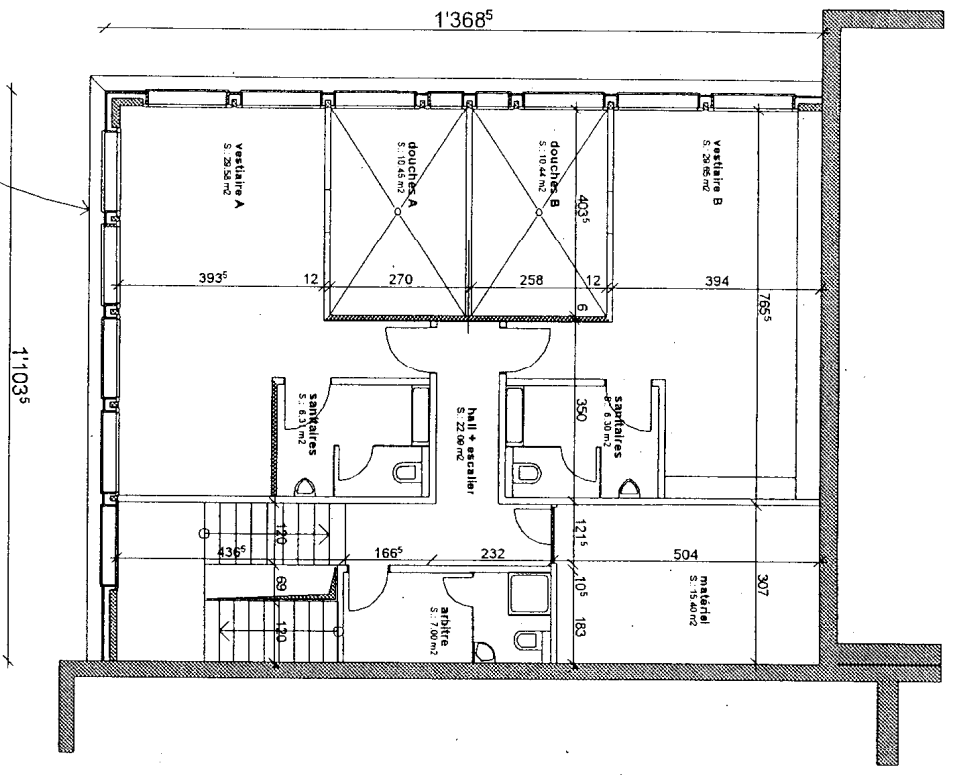 1'368⁵
1'103⁵
vestiaire A
S.: 29.58 m2
douches A
S.: 10.45 m2
douches B
S.: 10.44 m2
vestiaire B
S.: 29.65 m2
403⁵
393⁵
12
270
258
12
394
6
765⁵
350
sanitaires
S.: 6.31 m2
hall + escalier
S.: 22.09 m2
sanitaires
S.: 6.30 m2
120
436⁵
166⁵
232
121⁵
504
307
69
10⁵
183
120
arbitre
S.: 7.00 m2
matériel
S.: 15.40 m2